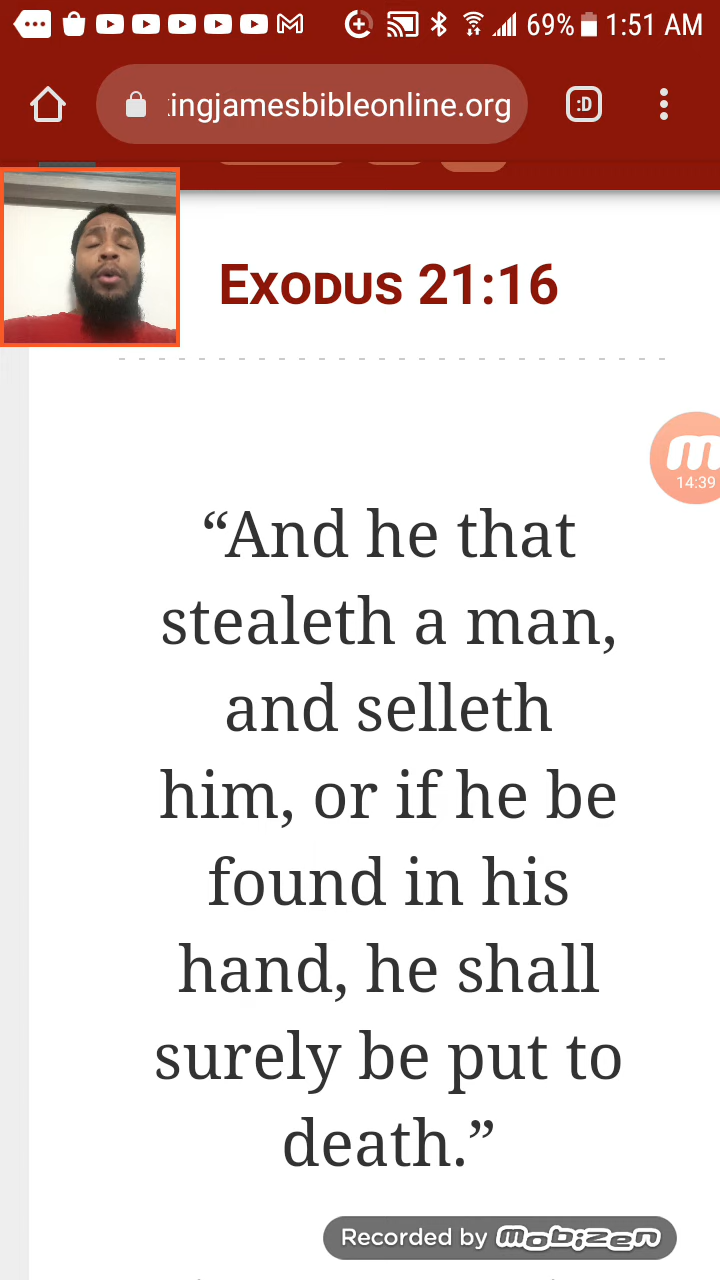 69% 1:51 AM
:D
ingjamesbibleonline.org
EXODUS 21:16
14:39
“And he that
stealeth a man,
and selleth
him, or if he be
found in his
hand, he shall
surely be put to
death.”
Recorded by Mobizen